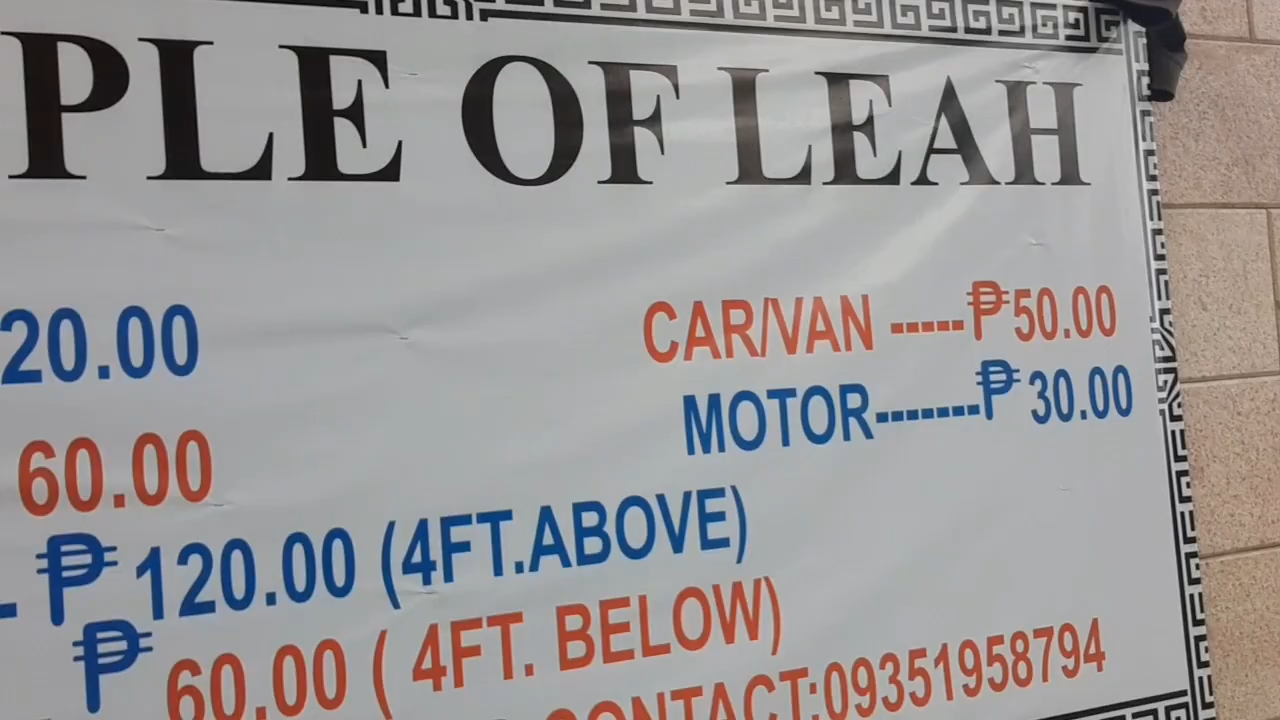 PLE OF LEAH
20.00
CAR/VAN -----₱50.00
MOTOR-------₱ 30.00
60.00
- ₱ 120.00 (4FT.ABOVE)
₱ 60.00 ( 4FT. BELOW)
CONTACT:09351958794